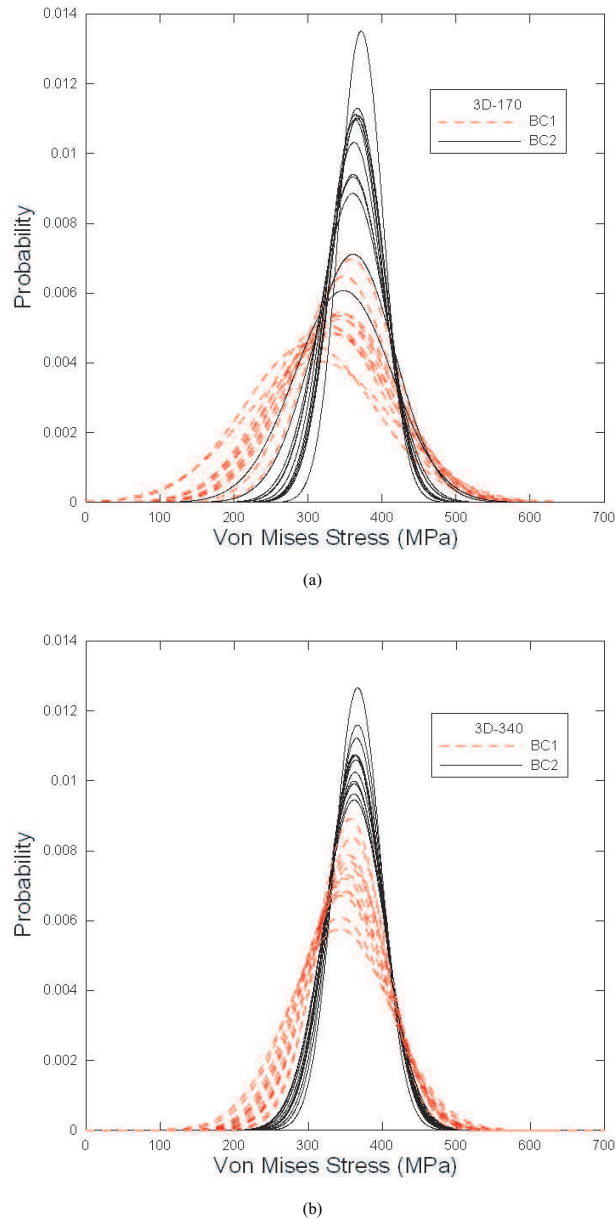 0.014
0.012
0.01
0.008
0.006
0.004
0.002
0
Probability
3D-170
BC1
BC2
0 100 200 300 400 500 600 700
Von Mises Stress (MPa)
(a)
0.014
0.012
0.01
0.008
0.006
0.004
0.002
0
Probability
3D-340
BC1
BC2
0 100 200 300 400 500 600 700
Von Mises Stress (MPa)
(b)